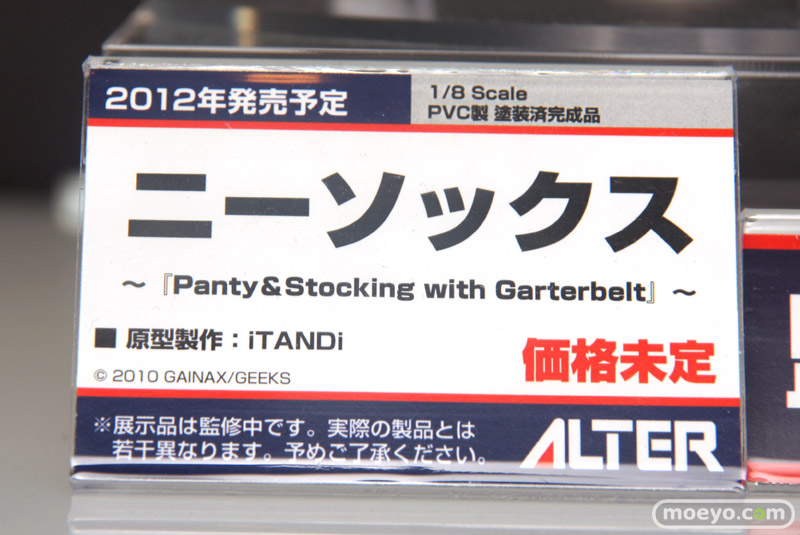 2012年発売予定
1/8 Scale
PVC製 塗装済完成品
ニーソックス
～『Panty&Stocking with Garterbelt』～
■ 原型製作：iTANDi
価格未定
© 2010 GAINAX/GEEKS
※展示品は監修中です。実際の製品とは
若干異なります。予めご了承ください。
ALTER
moeyo.com